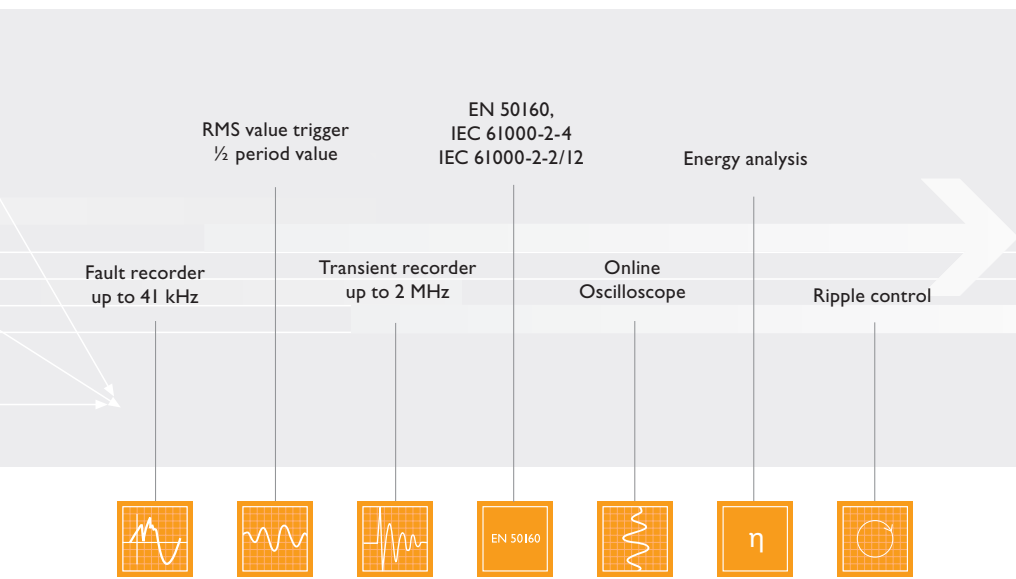 EN 50160,
IEC 61000-2-4
IEC 61000-2-2/12
RMS value trigger
½ period value
Energy analysis
Fault recorder
up to 41 kHz
Transient recorder
up to 2 MHz
Online
Oscilloscope
Ripple control
EN 50160
η